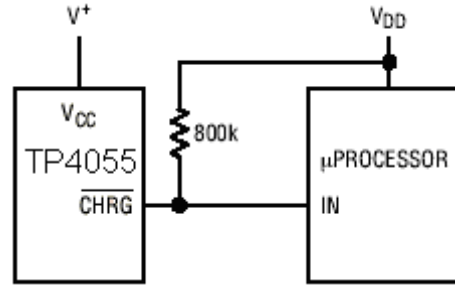 V+
VDD
VCC
TP4055
CHRG
800k
μPROCESSOR
IN